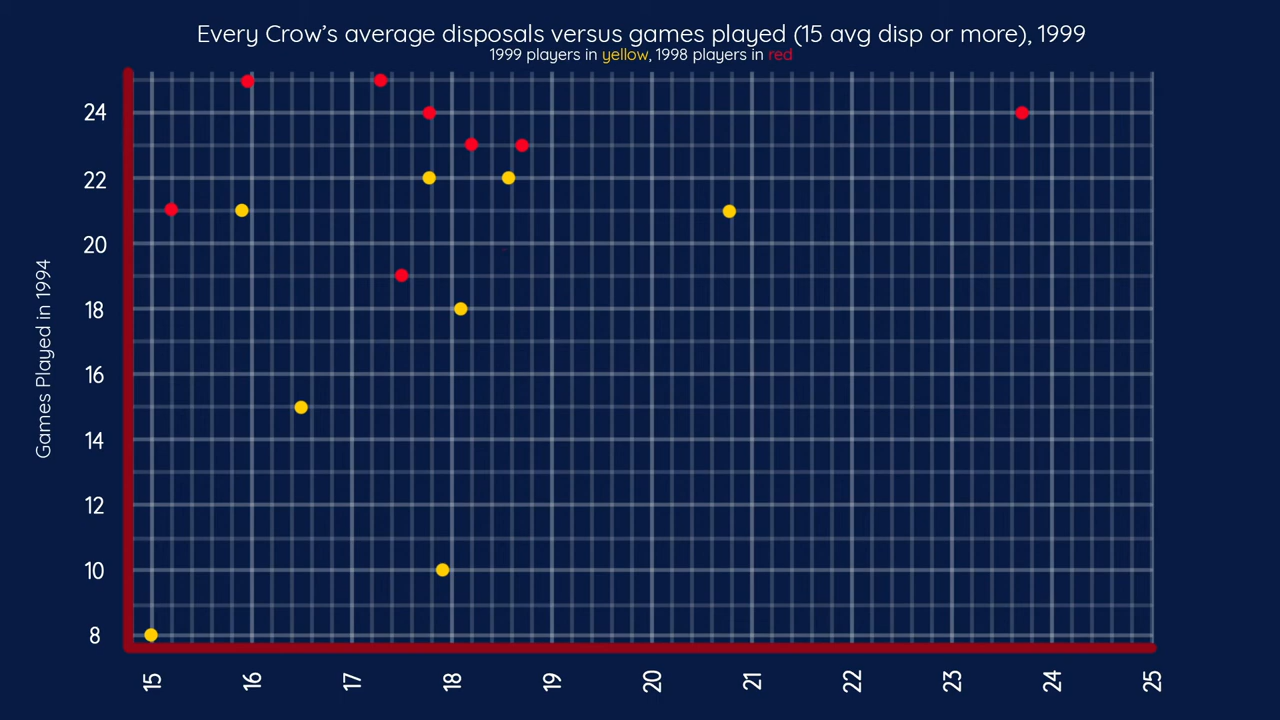 Every Crow's average disposals versus games played (15 avg disp or more), 1999
1999 players in yellow, 1998 players in red
Games Played in 1994
24
22
20
18
16
14
12
10
8
15 16 17 18 19 20 21 22 23 24 25